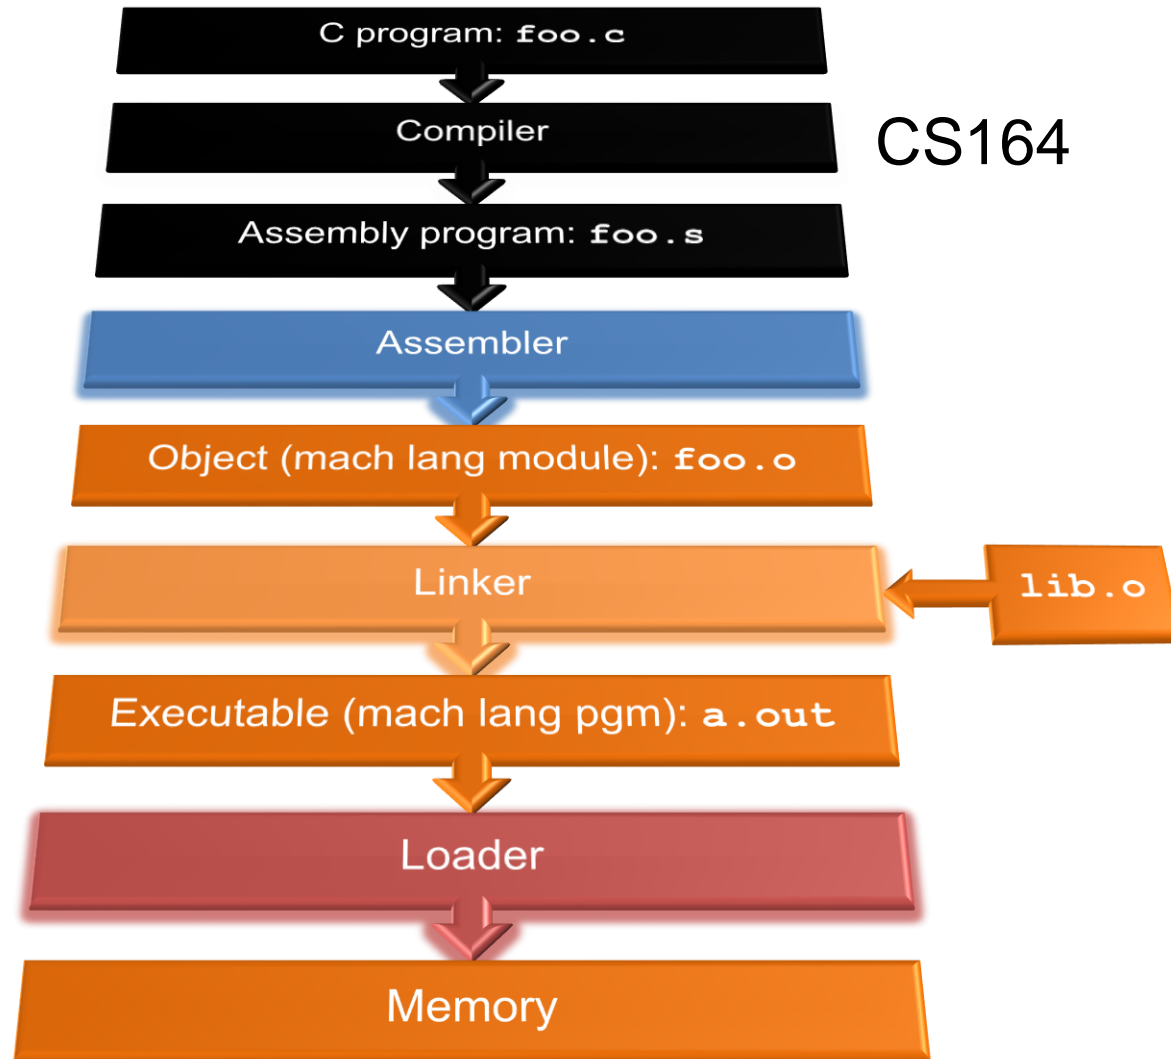 C program: foo.c
Compiler
CS164
Assembly program: foo.s
Assembler
Object (mach lang module): foo.o
Linker
lib.o
Executable (mach lang pgm): a.out
Loader
Memory